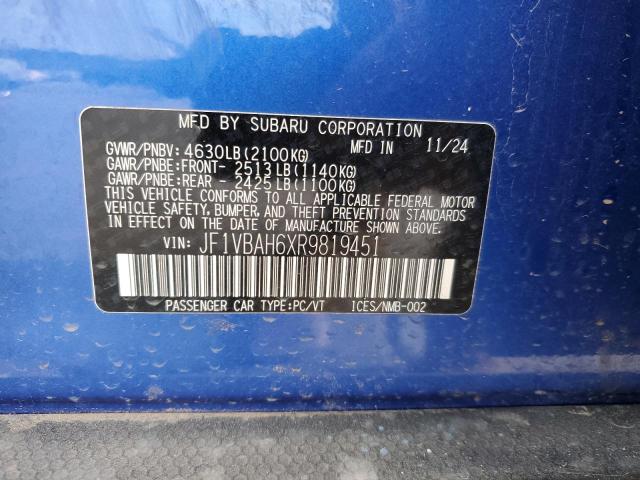 MFD BY SUBARU CORPORATION
GVWR/PNBV: 4630LB(2100KG) MFD IN 11/24
GAWR/PNBE:FRONT- 2513LB(1140KG)
GAWR/PNBE:REAR - 2425LB(1100KG)
THIS VEHICLE CONFORMS TO ALL APPLICABLE FEDERAL MOTOR
VEHICLE SAFETY, BUMPER, AND THEFT PREVENTION STANDARDS
IN EFFECT ON THE DATE OF MANUFACTURE SHOWN ABOVE.
VIN: JF1VBAH6XR9819451
PASSENGER CAR TYPE:PC/VT ICES/NMB-002